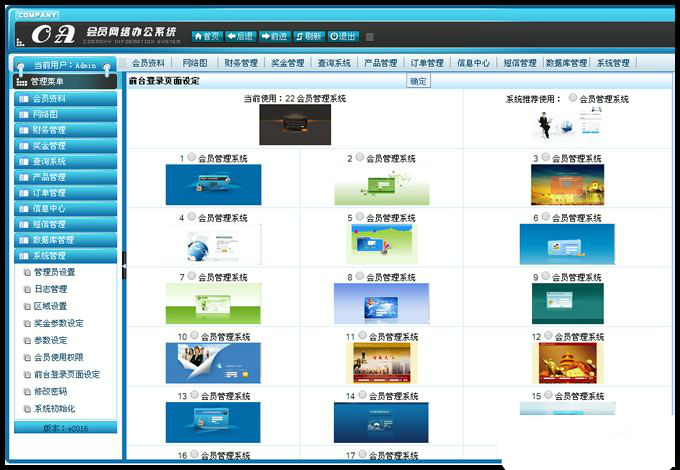 COMPANY
OA 会员网络办公系统
COMPANY INFORMATION SYSTEM
首页 后退 前进 刷新 退出
当前用户：Admin
会员资料 网络图 财务管理 奖金管理 查询系统 产品管理 订单管理 信息中心 短信管理 数据库管理 系统管理
管理菜单
会员资料
网络图
财务管理
奖金管理
查询系统
产品管理
订单管理
信息中心
短信管理
数据库管理
系统管理
管理员设置
日志管理
区域设置
奖金参数设定
参数设定
会员使用权限
前台登录页面设定
修改密码
系统初始化
版本：v2016
前台登录页面设定 确定
当前使用：22 会员管理系统
系统推荐使用： 会员管理系统
1 会员管理系统
2 会员管理系统
3 会员管理系统
4 会员管理系统
5 会员管理系统
6 会员管理系统
7 会员管理系统
8 会员管理系统
9 会员管理系统
10 会员管理系统
11 会员管理系统
12 会员管理系统
13 会员管理系统
14 会员管理系统
15 会员管理系统
16 会员管理系统
17 会员管理系统